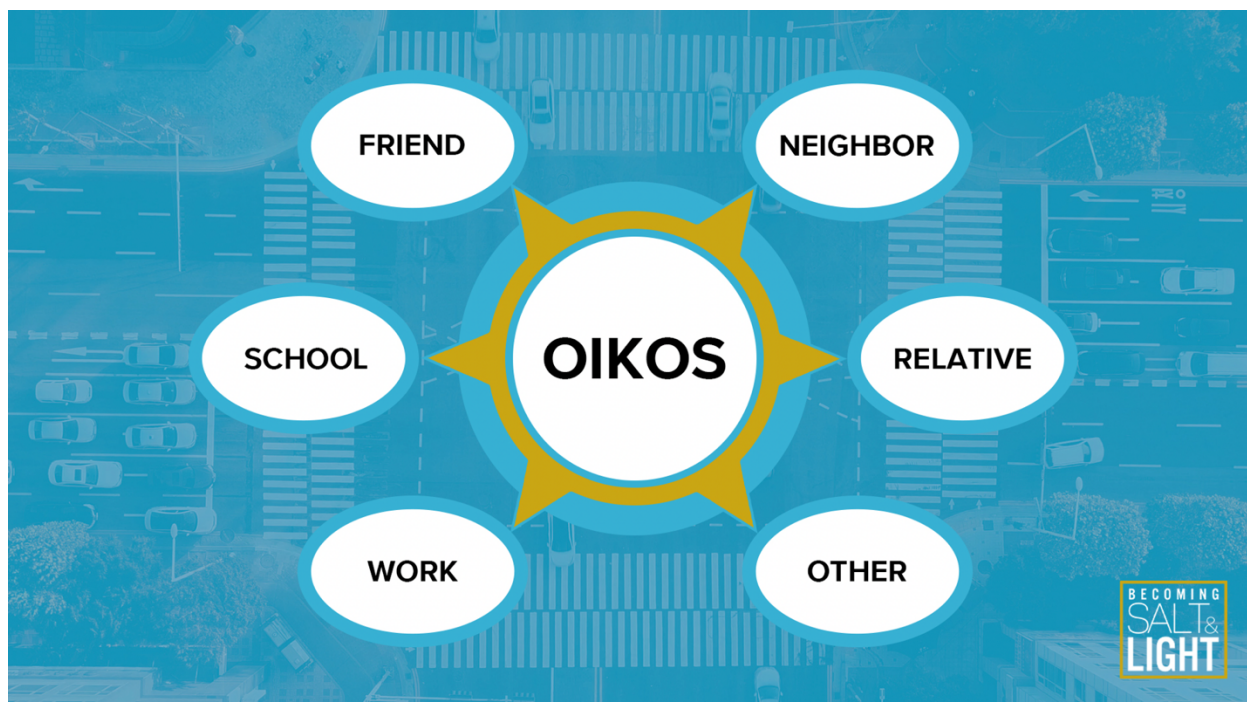 FRIEND
NEIGHBOR
SCHOOL
OIKOS
RELATIVE
WORK
OTHER
BECOMING
SALT &
LIGHT